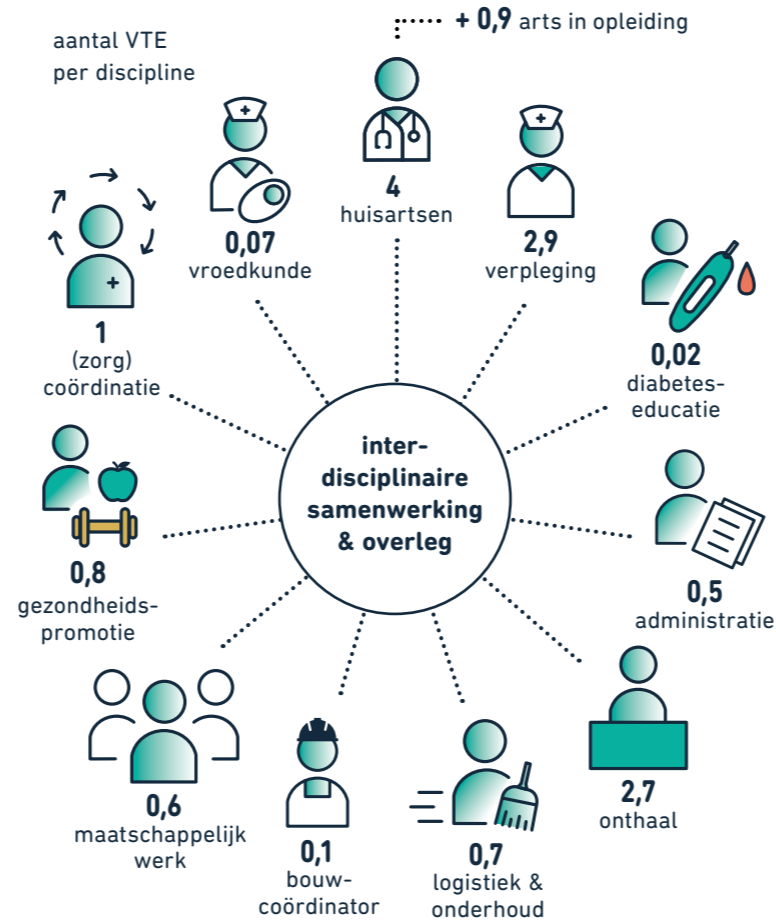 aantal VTE
per discipline
+ 0,9 arts in opleiding
4
huisartsen
2,9
verpleging
0,02
diabetes-
educatie
0,5
administratie
2,7
onthaal
0,7
logistiek &
onderhoud
0,1
bouw-
coördinator
0,6
maatschappelijk
werk
0,8
gezondheids-
promotie
1
(zorg)
coördinatie
0,07
vroedkunde
inter-
disciplinaire
samenwerking
& overleg